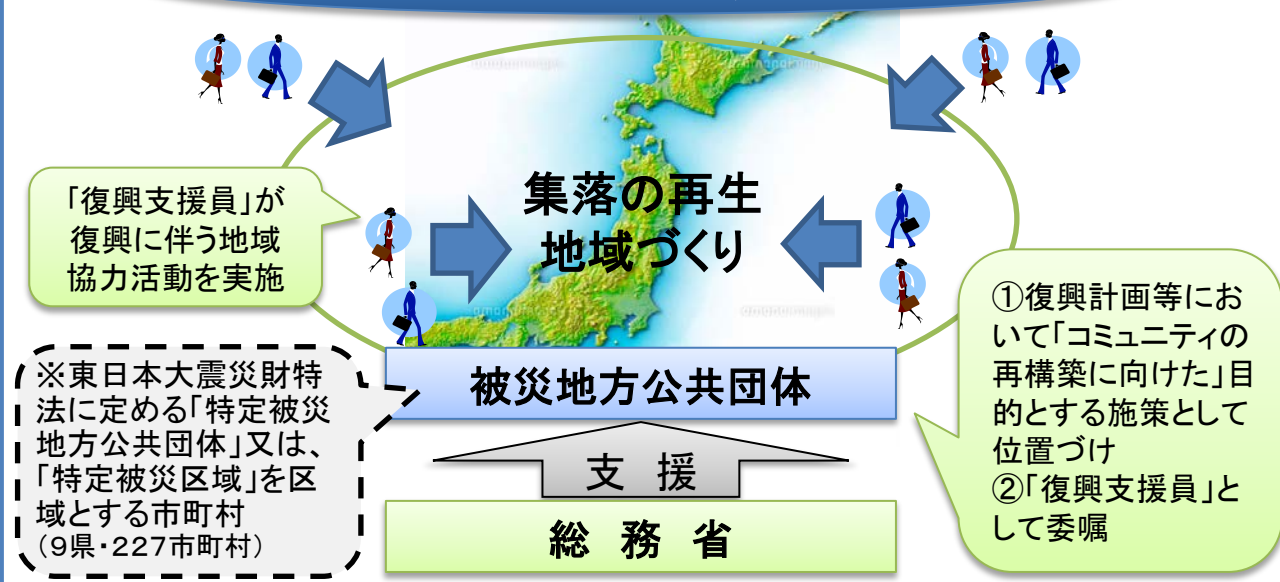 「復興支援員」が
復興に伴う地域
協力活動を実施
集落の再生
地域づくり
①復興計画等にお
いて「コミュニティの
再構築に向けた」目
的とする施策として
位置づけ
②「復興支援員」と
して委嘱
※東日本大震災財特
法に定める「特定被災
地方公共団体」又は、
「特定被災区域」を区
域とする市町村
(9県・227市町村)
被災地方公共団体
支 援
総 務 省